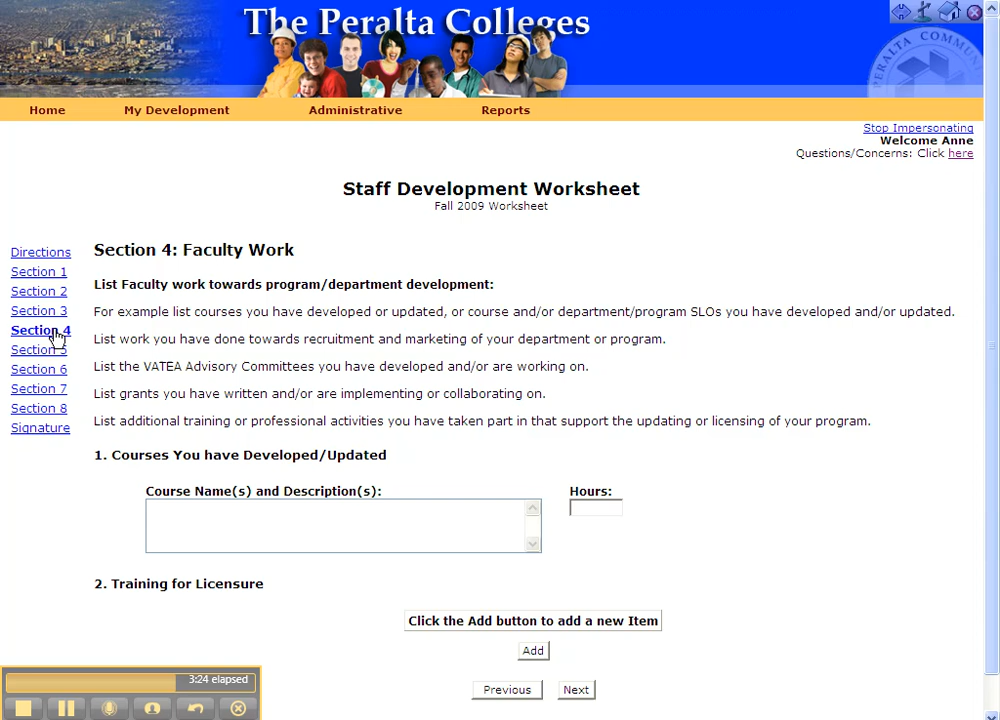 The Peralta Colleges
PERALTA COMMUN
Home My Development Administrative Reports
Stop Impersonating
Welcome Anne
Questions/Concerns: Click here
Staff Development Worksheet
Fall 2009 Worksheet
Directions
Section 1
Section 2
Section 3
Section 4
Section 5
Section 6
Section 7
Section 8
Signature
Section 4: Faculty Work
List Faculty work towards program/department development:
For example list courses you have developed or updated, or course and/or department/program SLOs you have developed and/or updated.
List work you have done towards recruitment and marketing of your department or program.
List the VATEA Advisory Committees you have developed and/or are working on.
List grants you have written and/or are implementing or collaborating on.
List additional training or professional activities you have taken part in that support the updating or licensing of your program.
1. Courses You have Developed/Updated
Course Name(s) and Description(s): Hours:
2. Training for Licensure
Click the Add button to add a new Item
Add
Previous Next
3:24 elapsed